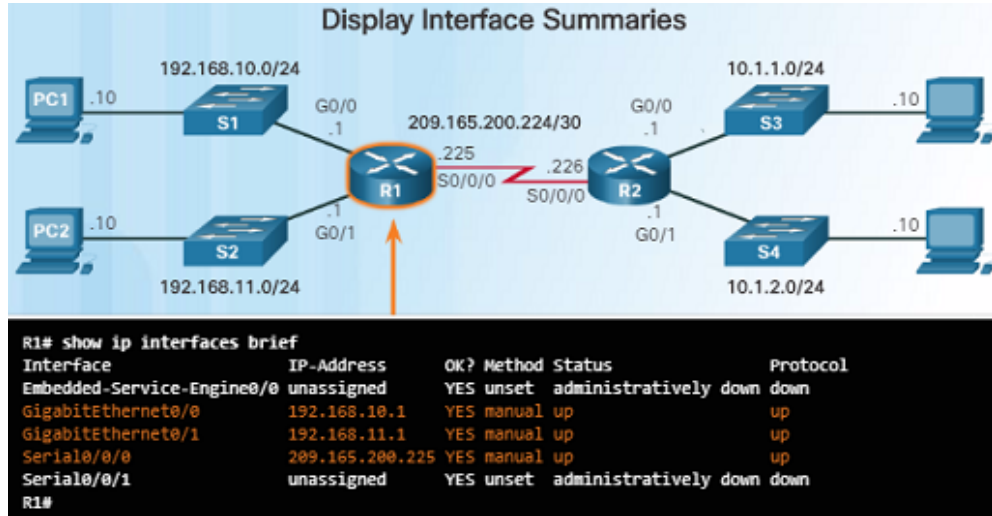 Display Interface Summaries
192.168.10.0/24
10.1.1.0/24
PC1
.10
S1
G0/0
.1
209.165.200.224/30
G0/0
.1
S3
.10
.225
S0/0/0
R1
.226
S0/0/0
R2
PC2
.10
S2
.1
G0/1
.1
G0/1
S4
.10
192.168.11.0/24
10.1.2.0/24
R1# show ip interfaces brief
Interface IP-Address OK? Method Status Protocol
Embedded-Service-Engine0/0 unassigned YES unset administratively down down
GigabitEthernet0/0 192.168.10.1 YES manual up up
GigabitEthernet0/1 192.168.11.1 YES manual up up
Serial0/0/0 209.165.200.225 YES manual up up
Serial0/0/1 unassigned YES unset administratively down down
R1#